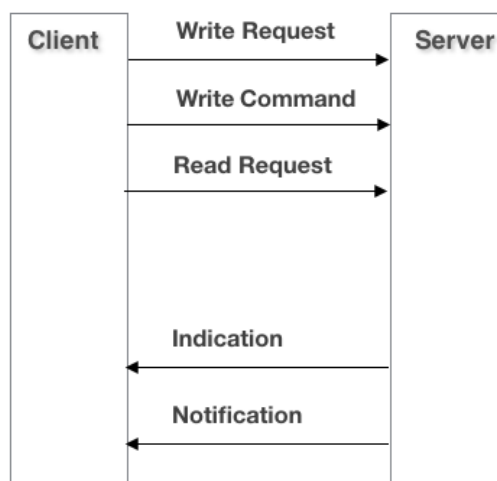 Client
Write Request
Server
Write Command
Read Request
Indication
Notification